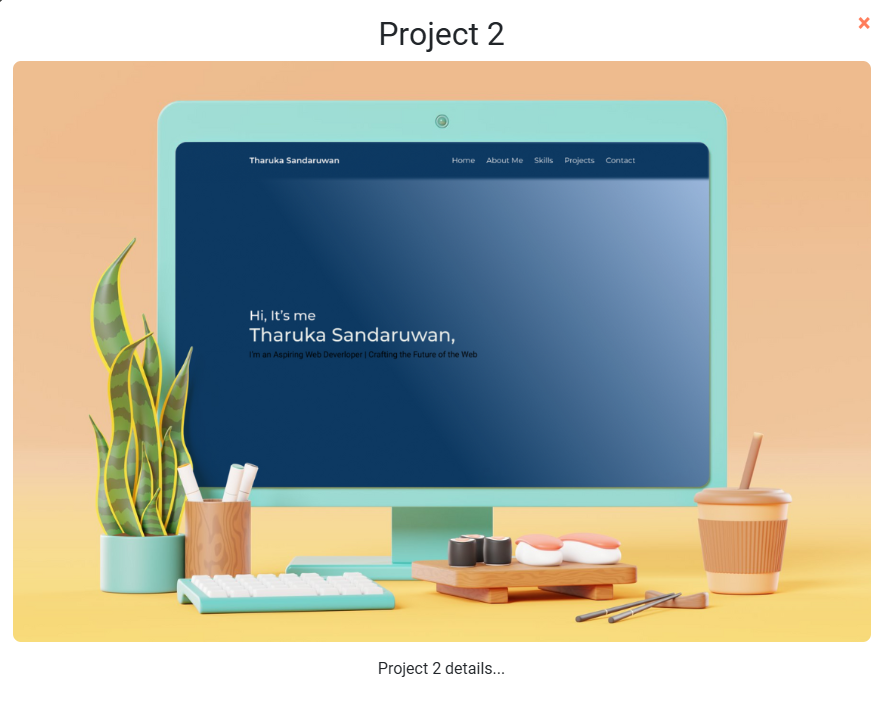 Project 2
×
Tharuka Sandaruwan Home About Me Skills Projects Contact
Hi, It's me
Tharuka Sandaruwan,
I'm an Aspiring Web Deverloper | Crafting the Future of the Web
Project 2 details...